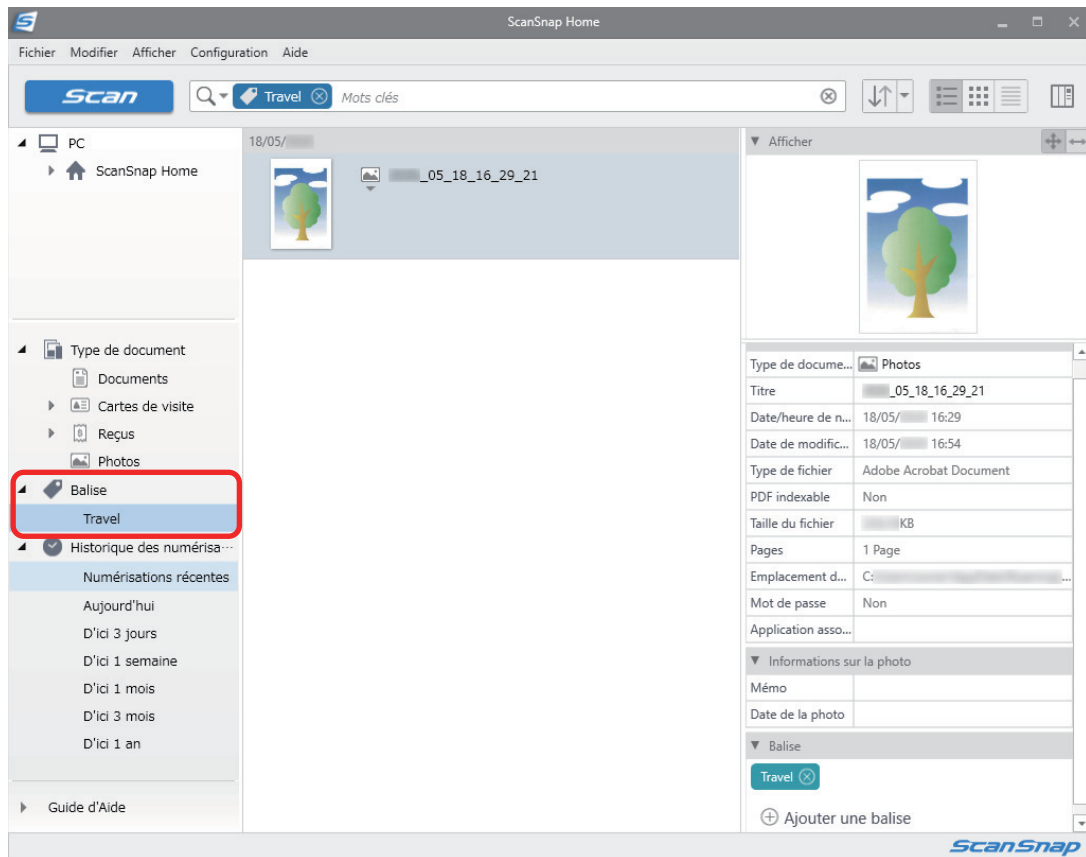 ScanSnap Home
Fichier Modifier Afficher Configuration Aide
Scan
Travel Mots clés
PC
ScanSnap Home
Type de document
Documents
Cartes de visite
Reçus
Photos
Balise
Travel
Historique des numérisa...
Numérisations récentes
Aujourd'hui
D'ici 3 jours
D'ici 1 semaine
D'ici 1 mois
D'ici 3 mois
D'ici 1 an
Guide d'Aide
18/05/
_05_18_16_29_21
Afficher
Type de docume... Photos
Titre _05_18_16_29_21
Date/heure de n... 18/05/ 16:29
Date de modific... 18/05/ 16:54
Type de fichier Adobe Acrobat Document
PDF indexable Non
Taille du fichier KB
Pages 1 Page
Emplacement d... C: ...
Mot de passe Non
Application asso...
Informations sur la photo
Mémo
Date de la photo
Balise
Travel
Ajouter une balise
ScanSnap